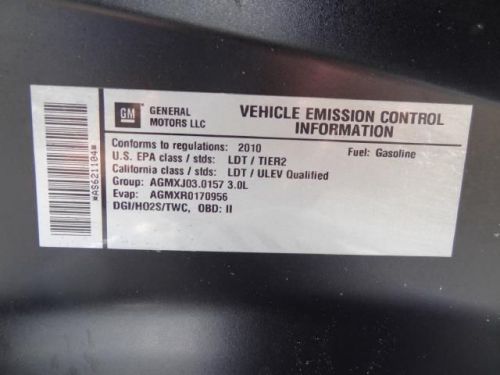 GM
GENERAL
MOTORS LLC
VEHICLE EMISSION CONTROL
INFORMATION
Conforms to regulations: 2010
Fuel: Gasoline
U.S. EPA class / stds: LDT / TIER2
California class / stds: LDT / ULEV Qualified
Group: AGMXJ03.0157 3.0L
Evap: AGMXR0170956
DGI/HO2S/TWC, OBD: II
*AS621104*